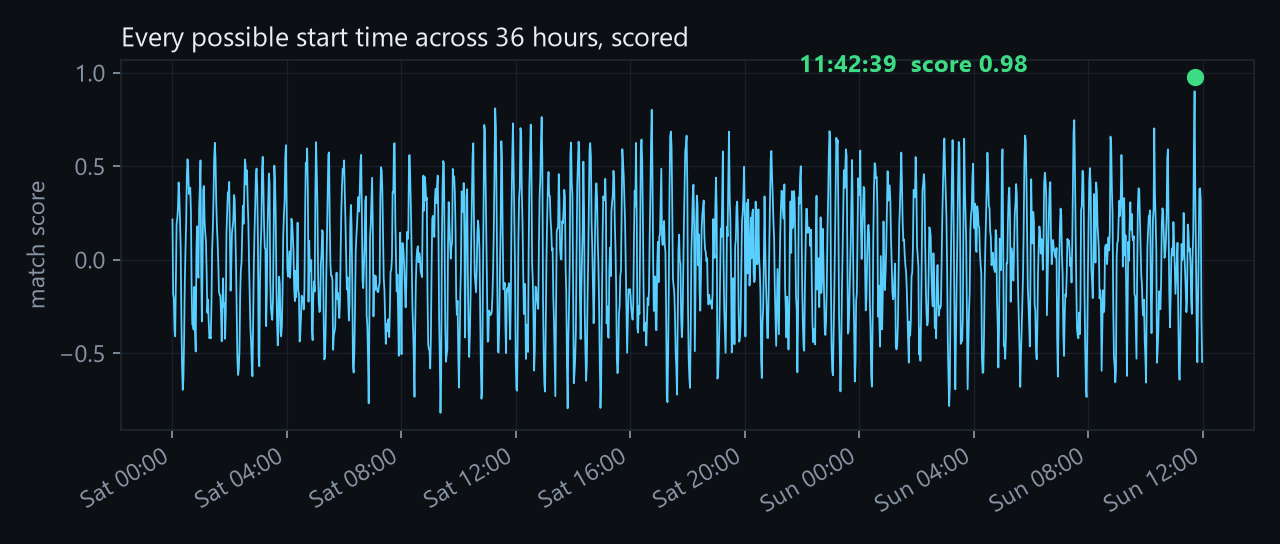 Every possible start time across 36 hours, scored
11:42:39  score 0.98
match score
1.0
0.5
0.0
−0.5
Sat 00:00
Sat 04:00
Sat 08:00
Sat 12:00
Sat 16:00
Sat 20:00
Sun 00:00
Sun 04:00
Sun 08:00
Sun 12:00